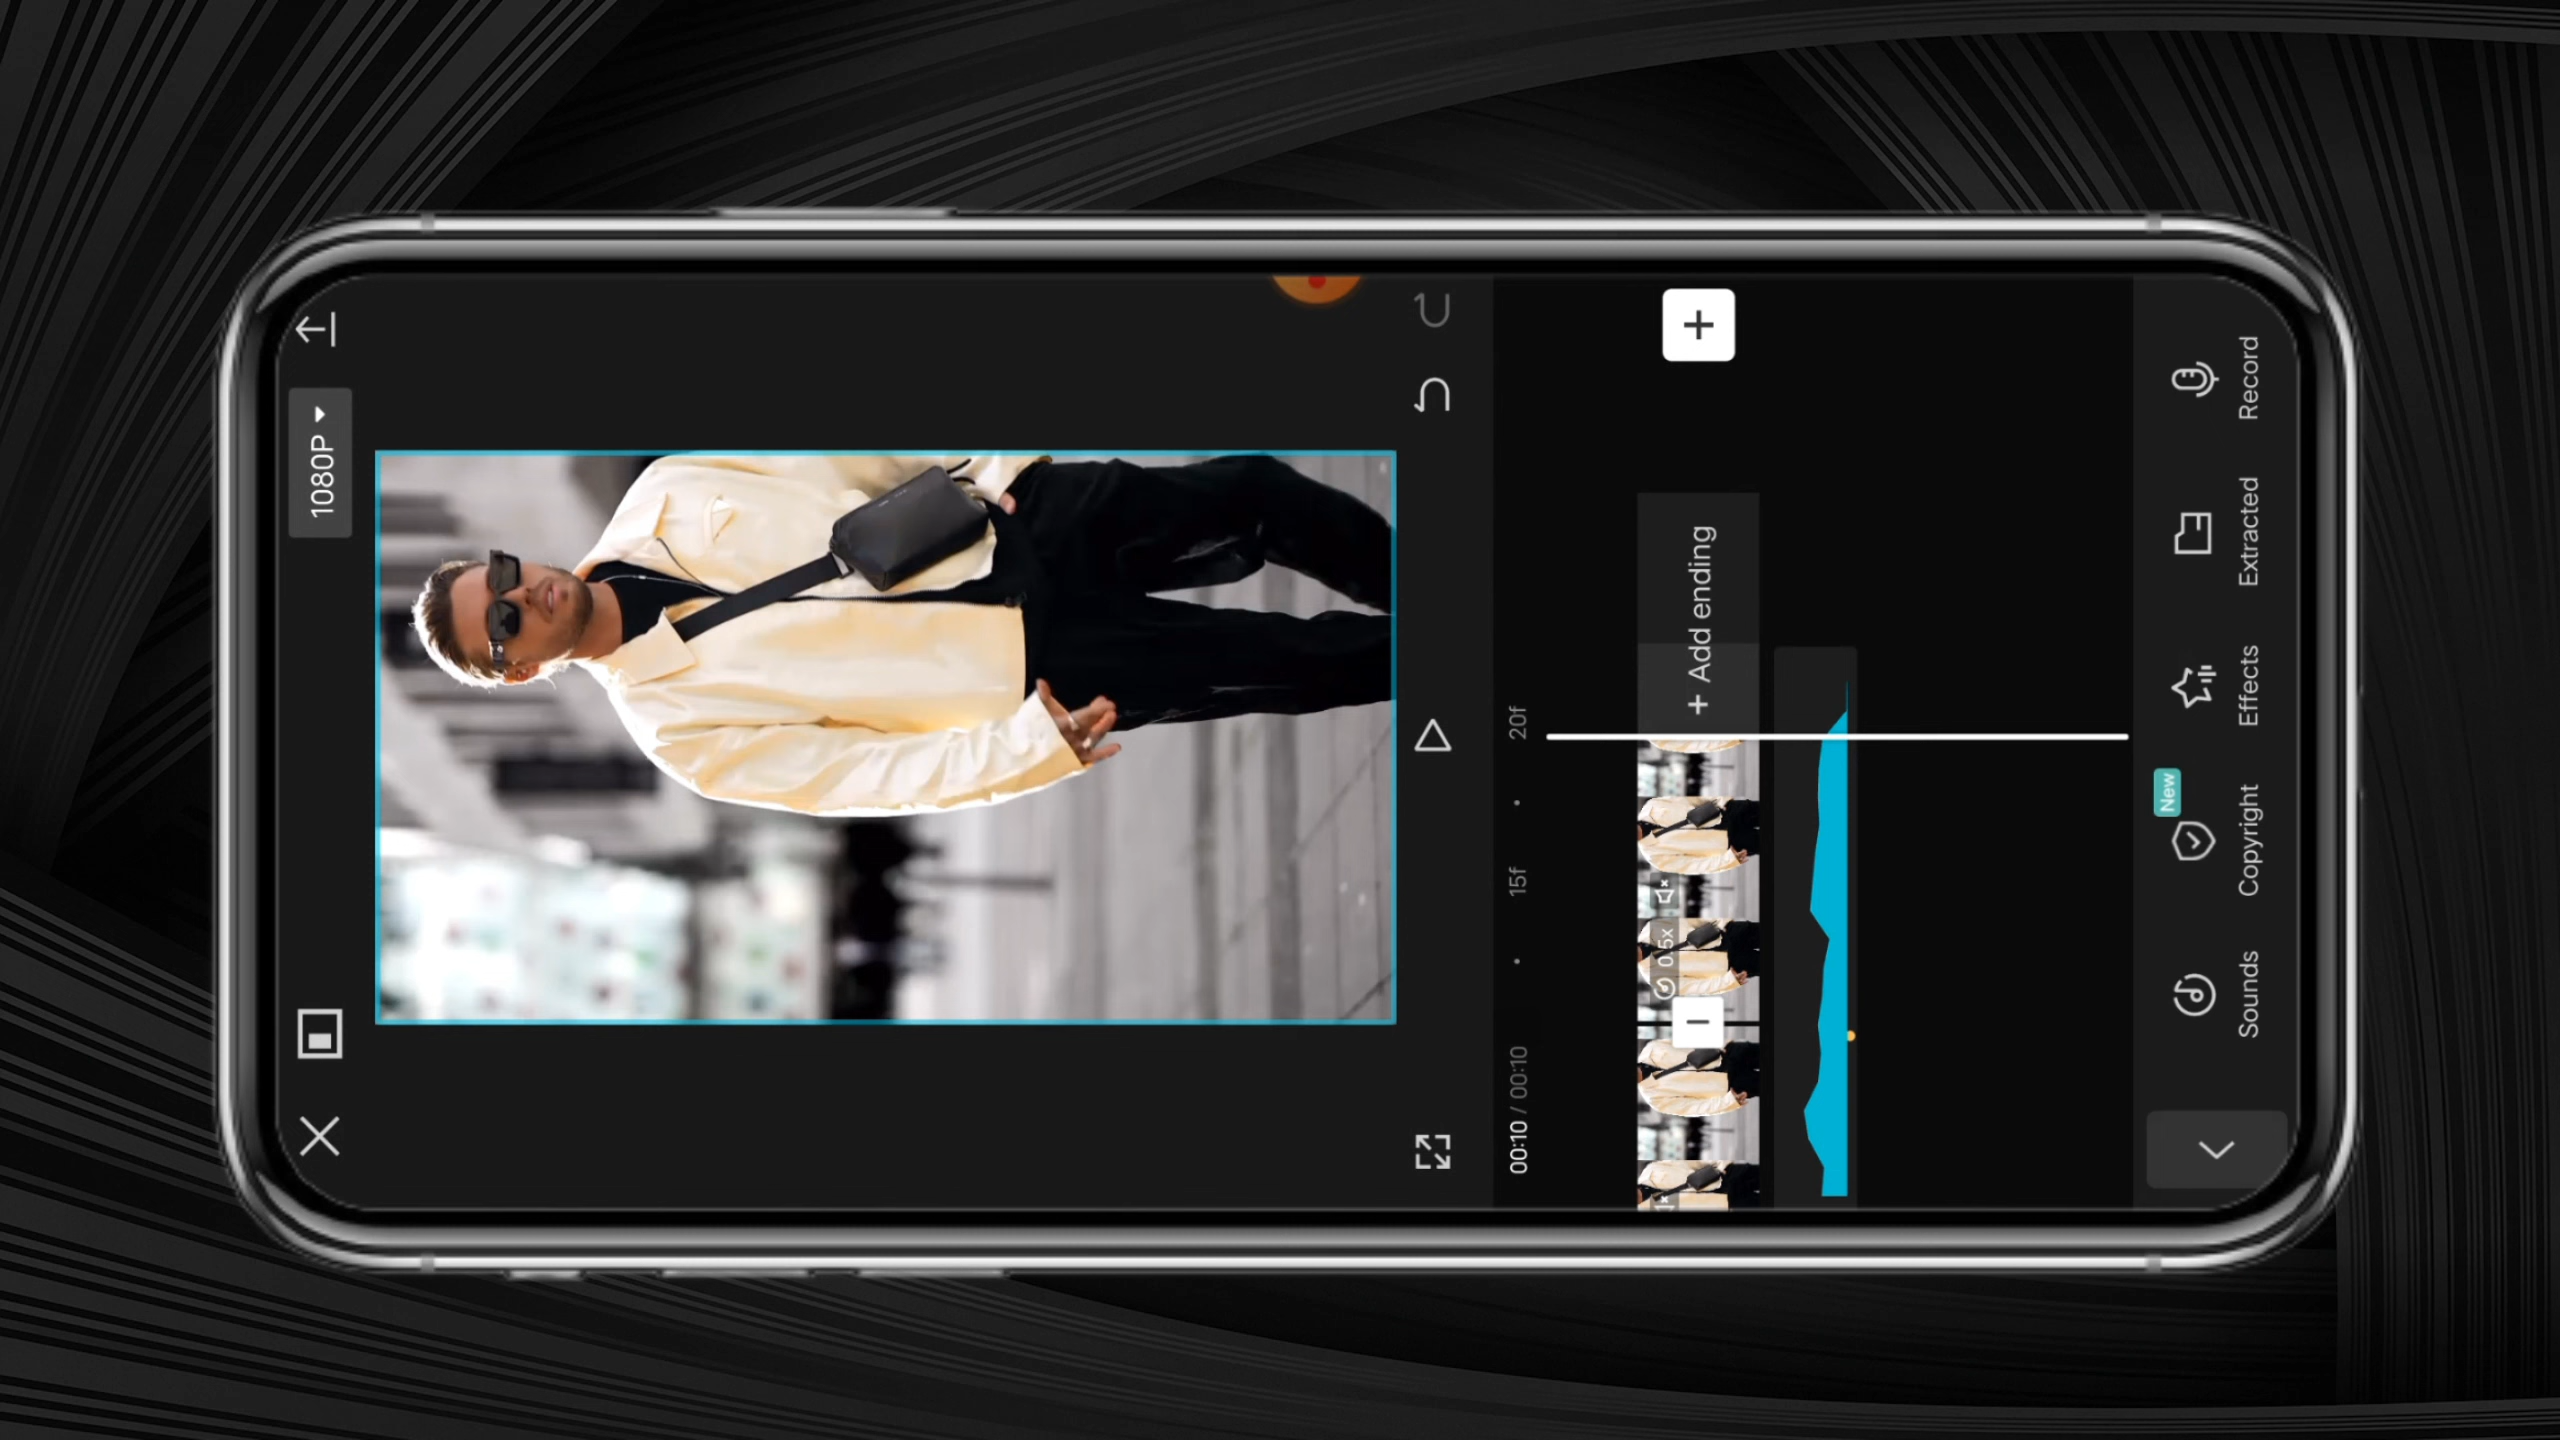 1080P
00:10 / 00:10
15f
20f
0.5x
+ Add ending
Sounds
New
Copyright
Effects
Extracted
Record